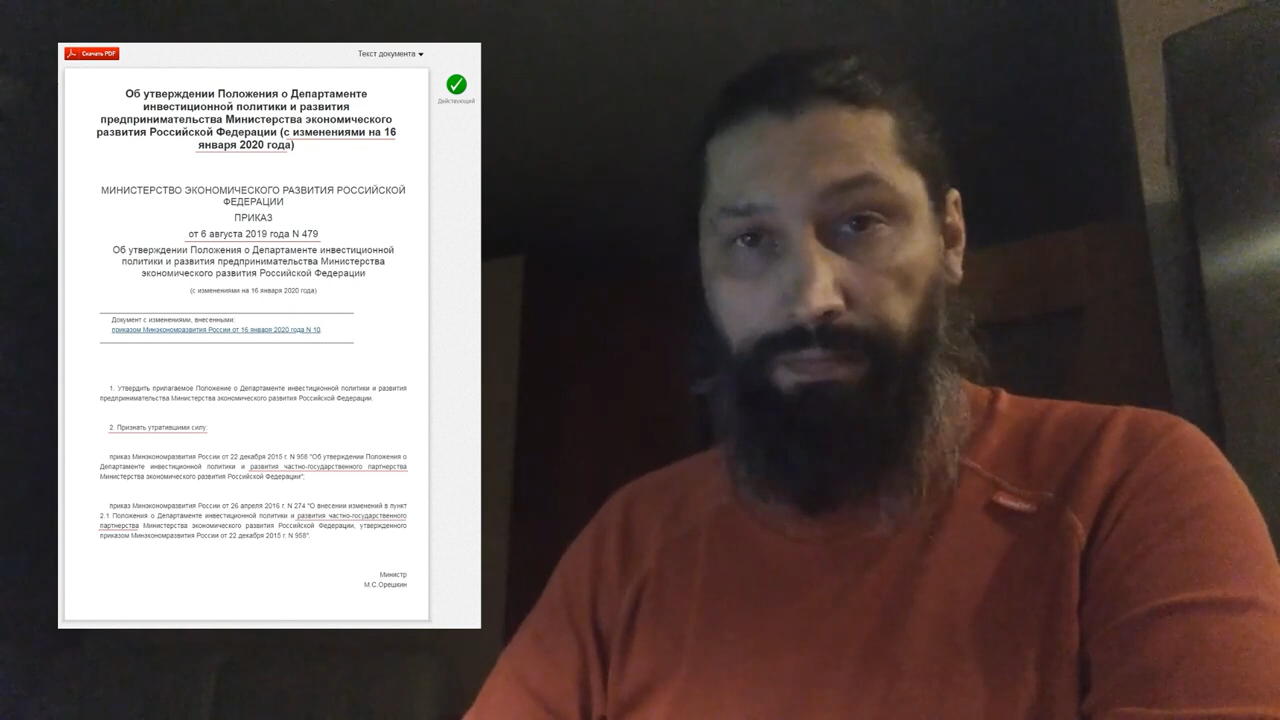 Скачать PDF
Текст документа
Действующий
Об утверждении Положения о Департаменте
инвестиционной политики и развития
предпринимательства Министерства экономического
развития Российской Федерации (с изменениями на 16
января 2020 года)
МИНИСТЕРСТВО ЭКОНОМИЧЕСКОГО РАЗВИТИЯ РОССИЙСКОЙ
ФЕДЕРАЦИИ
ПРИКАЗ
от 6 августа 2019 года N 479
Об утверждении Положения о Департаменте инвестиционной
политики и развития предпринимательства Министерства
экономического развития Российской Федерации
(с изменениями на 16 января 2020 года)
Документ с изменениями, внесенными:
приказом Минэкономразвития России от 16 января 2020 года N 10.
1. Утвердить прилагаемое Положение о Департаменте инвестиционной политики и развития
предпринимательства Министерства экономического развития Российской Федерации.
2. Признать утратившими силу:
приказ Минэкономразвития России от 22 декабря 2015 г. N 958 "Об утверждении Положения о
Департаменте инвестиционной политики и развития частно-государственного партнерства
Министерства экономического развития Российской Федерации";
приказ Минэкономразвития России от 26 апреля 2016 г. N 274 "О внесении изменений в пункт
2.1 Положения о Департаменте инвестиционной политики и развития частно-государственного
партнерства Министерства экономического развития Российской Федерации, утвержденного
приказом Минэкономразвития России от 22 декабря 2015 г. N 958".
Министр
М.С.Орешкин